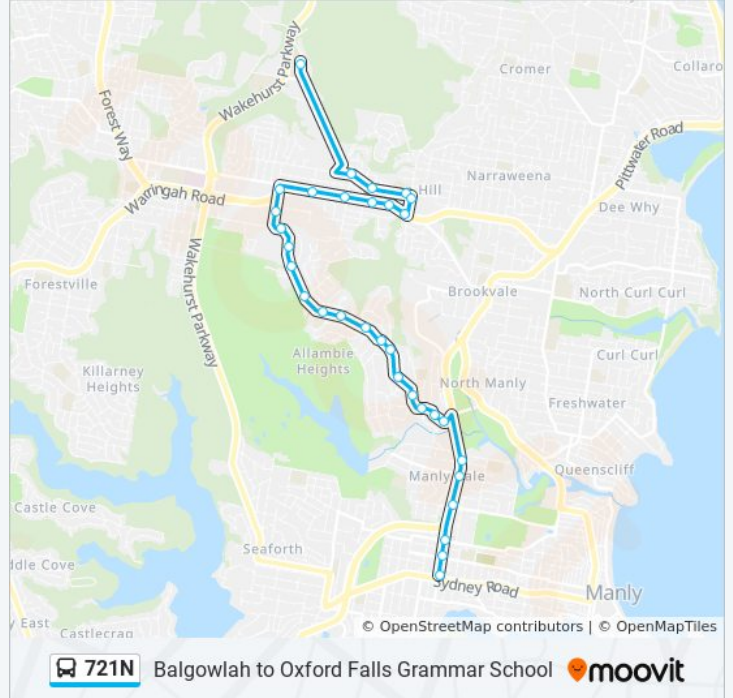 Cromer
Collaro
Wakehurst Parkway
Forest Way
Pittwater Road
Narraweena
Hill
Warringah Road
Dee Why
Forestville
Wakehurst Parkway
Brookvale
North Curl Curl
Allambie
Heights
Killarney
Heights
Curl Curl
North Manly
Freshwater
Queenscliff
Manly ale
Castle Cove
Seaforth
ddle Cove
Sydney Road
Manly
y East
Castlecrag
© OpenStreetMap contributors | © OpenMapTiles
721N Balgowlah to Oxford Falls Grammar School moovit